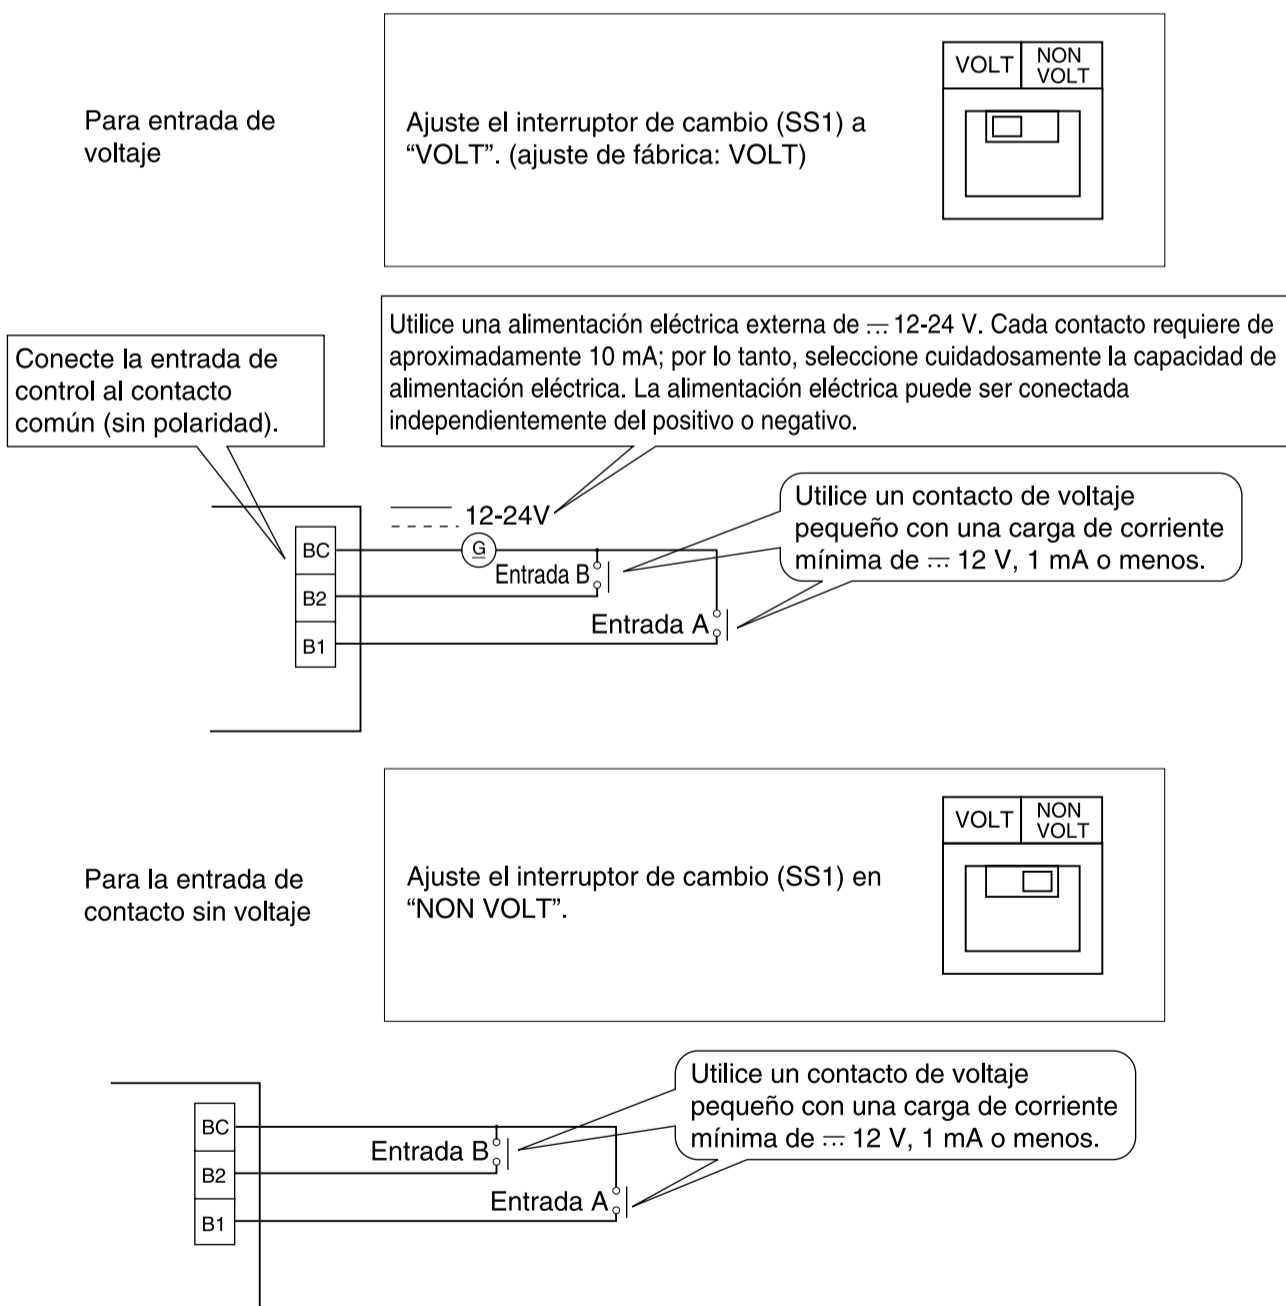 VOLT
NON
VOLT
Para entrada de
voltaje
Ajuste el interruptor de cambio (SS1) a
“VOLT”. (ajuste de fábrica: VOLT)
Utilice una alimentación eléctrica externa de ⎓ 12-24 V. Cada contacto requiere de
aproximadamente 10 mA; por lo tanto, seleccione cuidadosamente la capacidad de
alimentación eléctrica. La alimentación eléctrica puede ser conectada
independientemente del positivo o negativo.
Conecte la entrada de
control al contacto
común (sin polaridad).
12-24V
Utilice un contacto de voltaje
pequeño con una carga de corriente
mínima de ⎓ 12 V, 1 mA o menos.
BC
G
Entrada B
B2
Entrada A
B1
VOLT
NON
VOLT
Para la entrada de
contacto sin voltaje
Ajuste el interruptor de cambio (SS1) en
“NON VOLT”.
Utilice un contacto de voltaje
pequeño con una carga de corriente
mínima de ⎓ 12 V, 1 mA o menos.
BC
Entrada B
B2
Entrada A
B1